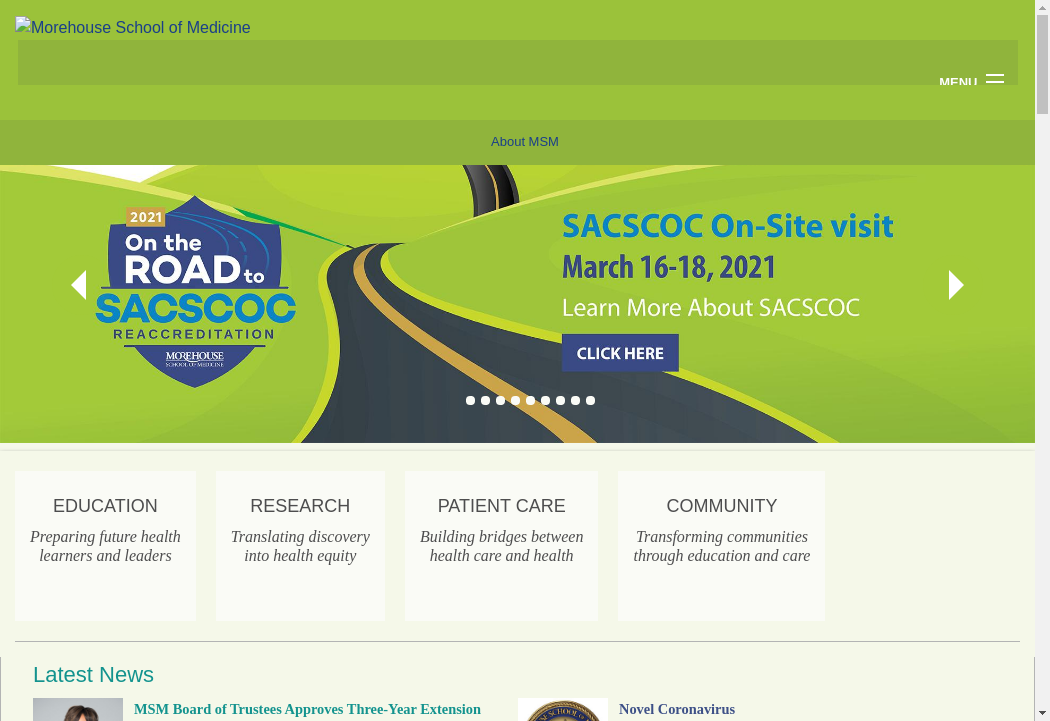 Morehouse School of Medicine
MENU
About MSM
2021
On the
ROAD to
SACSCOC
REACCREDITATION
MOREHOUSE
SCHOOL OF MEDICINE
SACSCOC On-Site visit
March 16-18, 2021
Learn More About SACSCOC
CLICK HERE
EDUCATION
Preparing future health
learners and leaders
RESEARCH
Translating discovery
into health equity
PATIENT CARE
Building bridges between
health care and health
COMMUNITY
Transforming communities
through education and care
Latest News
MSM Board of Trustees Approves Three-Year Extension
Novel Coronavirus